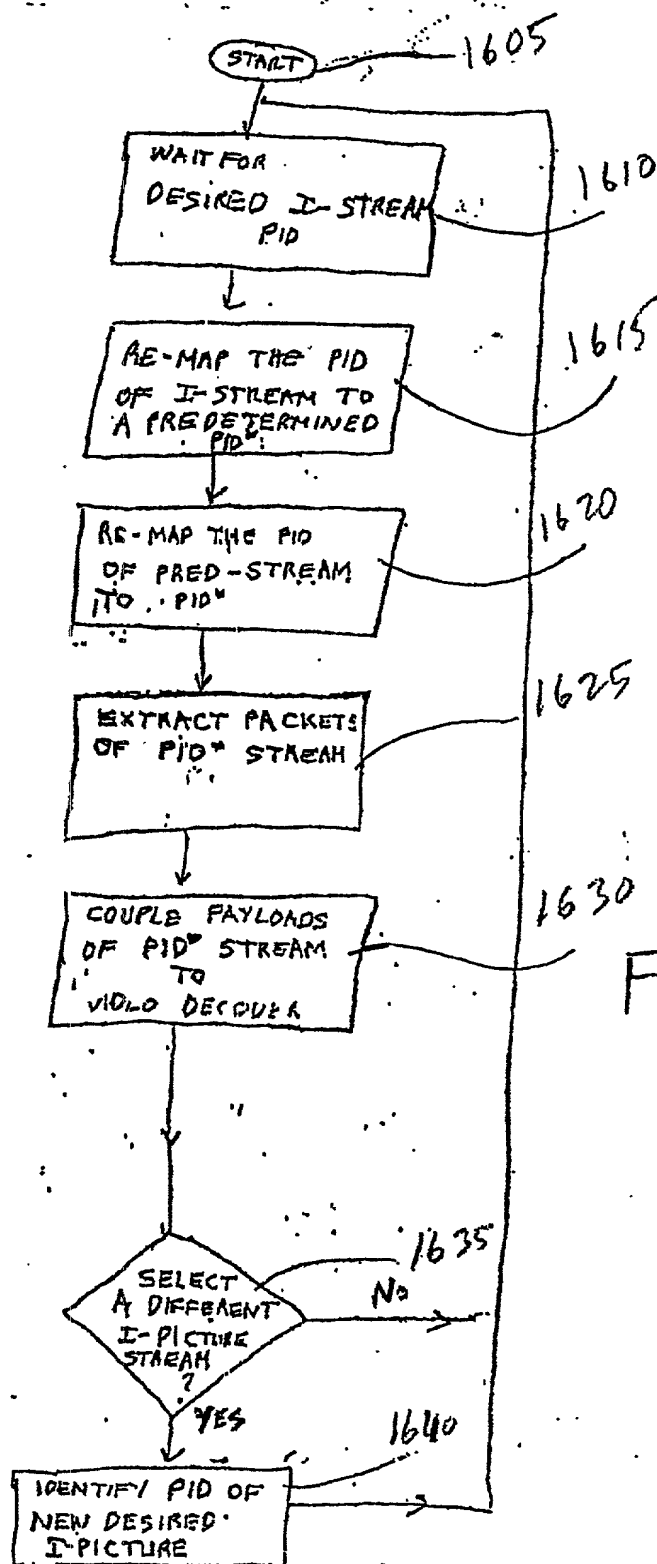 START
1605
WAIT FOR
DESIRED I-STREAM
PID
1610
RE-MAP THE PID
OF I-STREAM TO
A PREDETERMINED
PID*
1615
RE-MAP THE PID
OF PRED-STREAM
TO PID*
1620
EXTRACT PACKETS
OF PID* STREAM
1625
COUPLE PAYLOADS
OF PID* STREAM
TO
VIDEO DECODER
1630
F
SELECT
A DIFFERENT
I-PICTURE
STREAM
?
1635
NO
YES
1640
IDENTIFY PID OF
NEW DESIRED
I-PICTURE